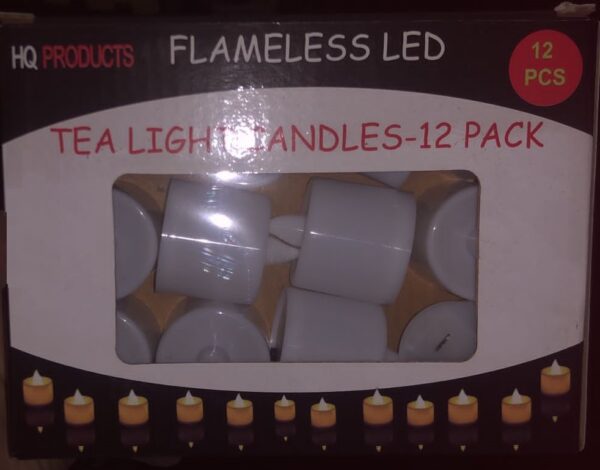 HQ PRODUCTS
FLAMELESS LED
12
PCS
TEA LIGHT CANDLES-12 PACK